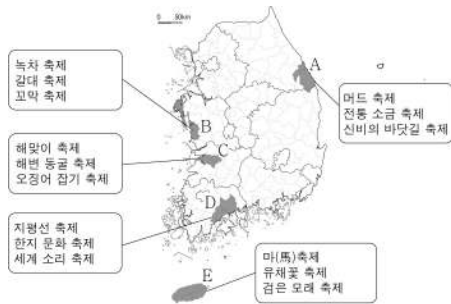 0 50km
A
녹차 축제
갈대 축제
꼬막 축제
머드 축제
전통 소금 축제
신비의 바닷길 축제
B
해맞이 축제
해변 동굴 축제
오징어 잡기 축제
C
D
지평선 축제
한지 문화 축제
세계 소리 축제
E
마(馬)축제
유채꽃 축제
검은 모래 축제